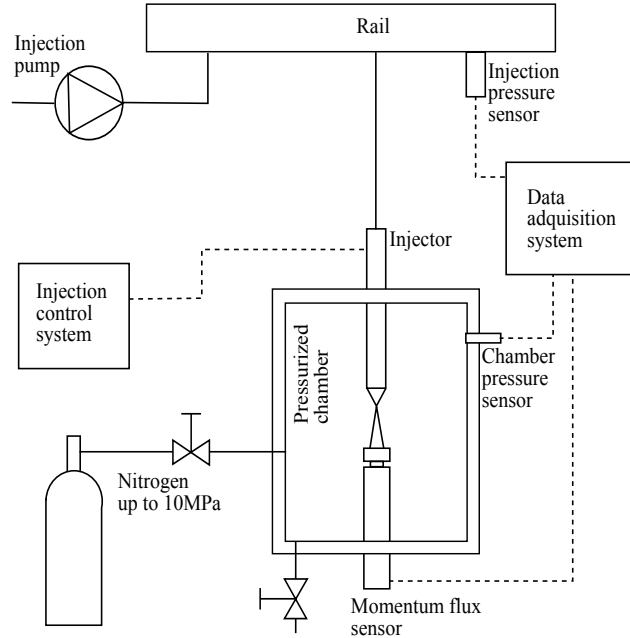 Rail
Injection
pump
Injection
pressure
sensor
Data
adquisition
system
Injector
Injection
control
system
Pressurized
chamber
Chamber
pressure
sensor
Nitrogen
up to 10MPa
Momentum flux
sensor